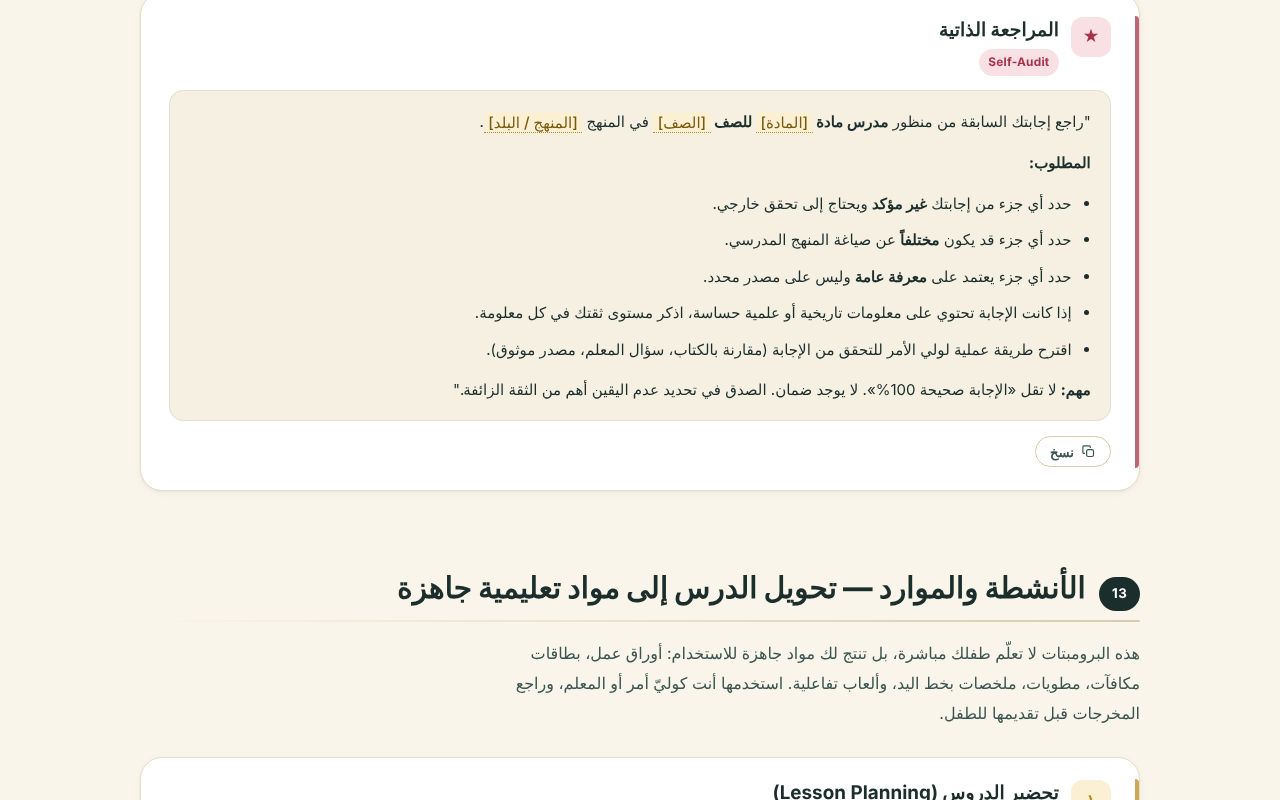 المراجعة الذاتية
Self-Audit
"راجع إجابتك السابقة من منظور مدرس مادة [المادة] للصف [الصف] في المنهج [المنهج / البلد].
المطلوب:
• حدد أي جزء من إجابتك غير مؤكد ويحتاج إلى تحقق خارجي.
• حدد أي جزء قد يكون مختلفاً عن صياغة المنهج المدرسي.
• حدد أي جزء يعتمد على معرفة عامة وليس على مصدر محدد.
• إذا كانت الإجابة تحتوي على معلومات تاريخية أو علمية حساسة، اذكر مستوى ثقتك في كل معلومة.
• اقترح طريقة عملية لولي الأمر للتحقق من الإجابة (مقارنة بالكتاب، سؤال المعلم، مصدر موثوق).
مهم: لا تقل «الإجابة صحيحة 100%». لا يوجد ضمان. الصدق في تحديد عدم اليقين أهم من الثقة الزائفة."
نسخ
13 الأنشطة والموارد — تحويل الدرس إلى مواد تعليمية جاهزة
هذه البرومبتات لا تعلّم طفلك مباشرة، بل تنتج لك مواد جاهزة للاستخدام: أوراق عمل، بطاقات
مكافآت، مطويات، ملخصات بخط اليد، وألعاب تفاعلية. استخدمها أنت كوليّ أمر أو المعلم، وراجع
المخرجات قبل تقديمها للطفل.
تحضير الدروس (Lesson Planning)